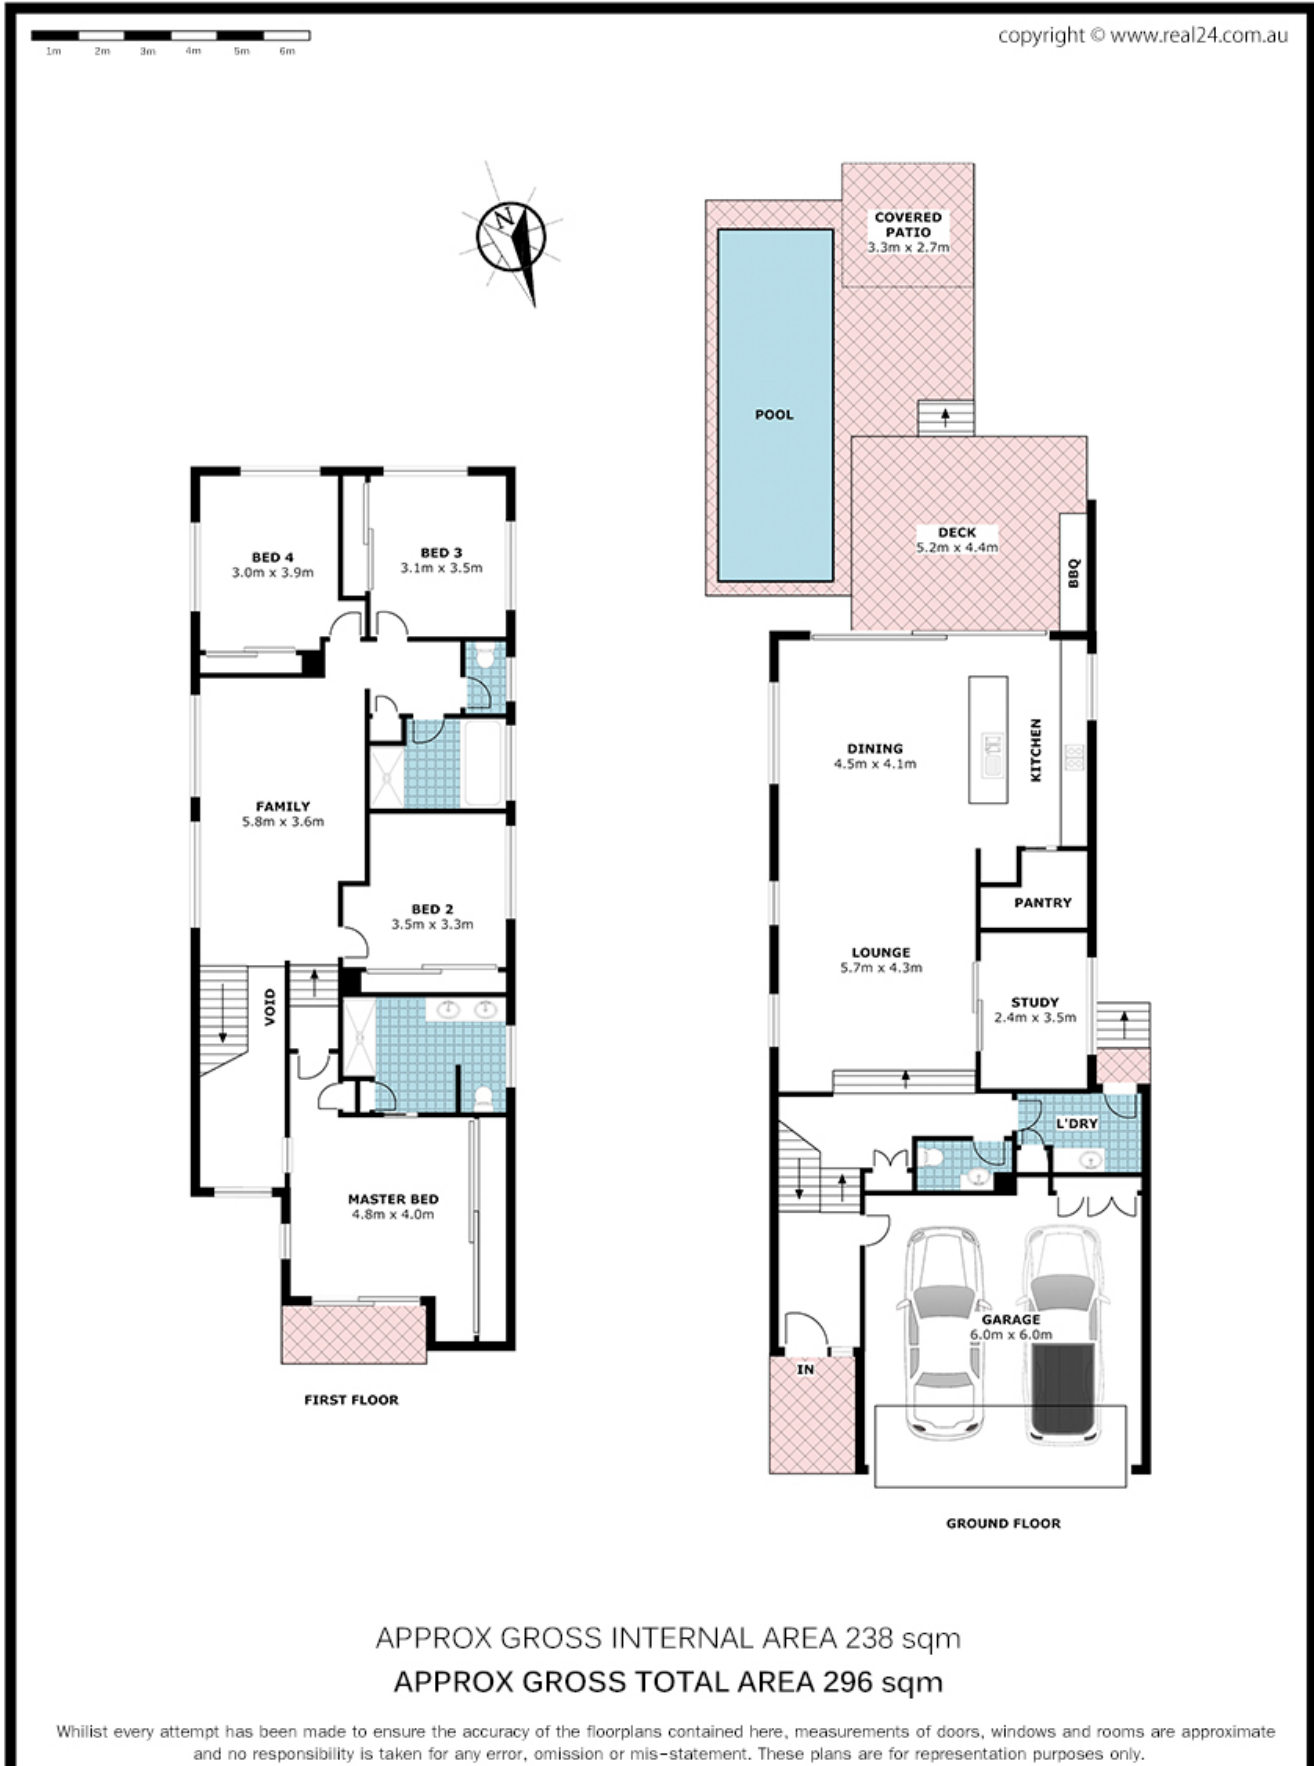 1m 2m 3m 4m 5m 6m
copyright © www.real24.com.au
N
COVERED
PATIO
3.3m x 2.7m
POOL
DECK
5.2m x 4.4m
BBQ
BED 4
3.0m x 3.9m
BED 3
3.1m x 3.5m
FAMILY
5.8m x 3.6m
BED 2
3.5m x 3.3m
VOID
MASTER BED
4.8m x 4.0m
FIRST FLOOR
DINING
4.5m x 4.1m
KITCHEN
PANTRY
LOUNGE
5.7m x 4.3m
STUDY
2.4m x 3.5m
L'DRY
GARAGE
6.0m x 6.0m
IN
GROUND FLOOR
APPROX GROSS INTERNAL AREA 238 sqm
APPROX GROSS TOTAL AREA 296 sqm
Whilist every attempt has been made to ensure the accuracy of the floorplans contained here, measurements of doors, windows and rooms are approximate
and no responsibility is taken for any error, omission or mis-statement. These plans are for representation purposes only.